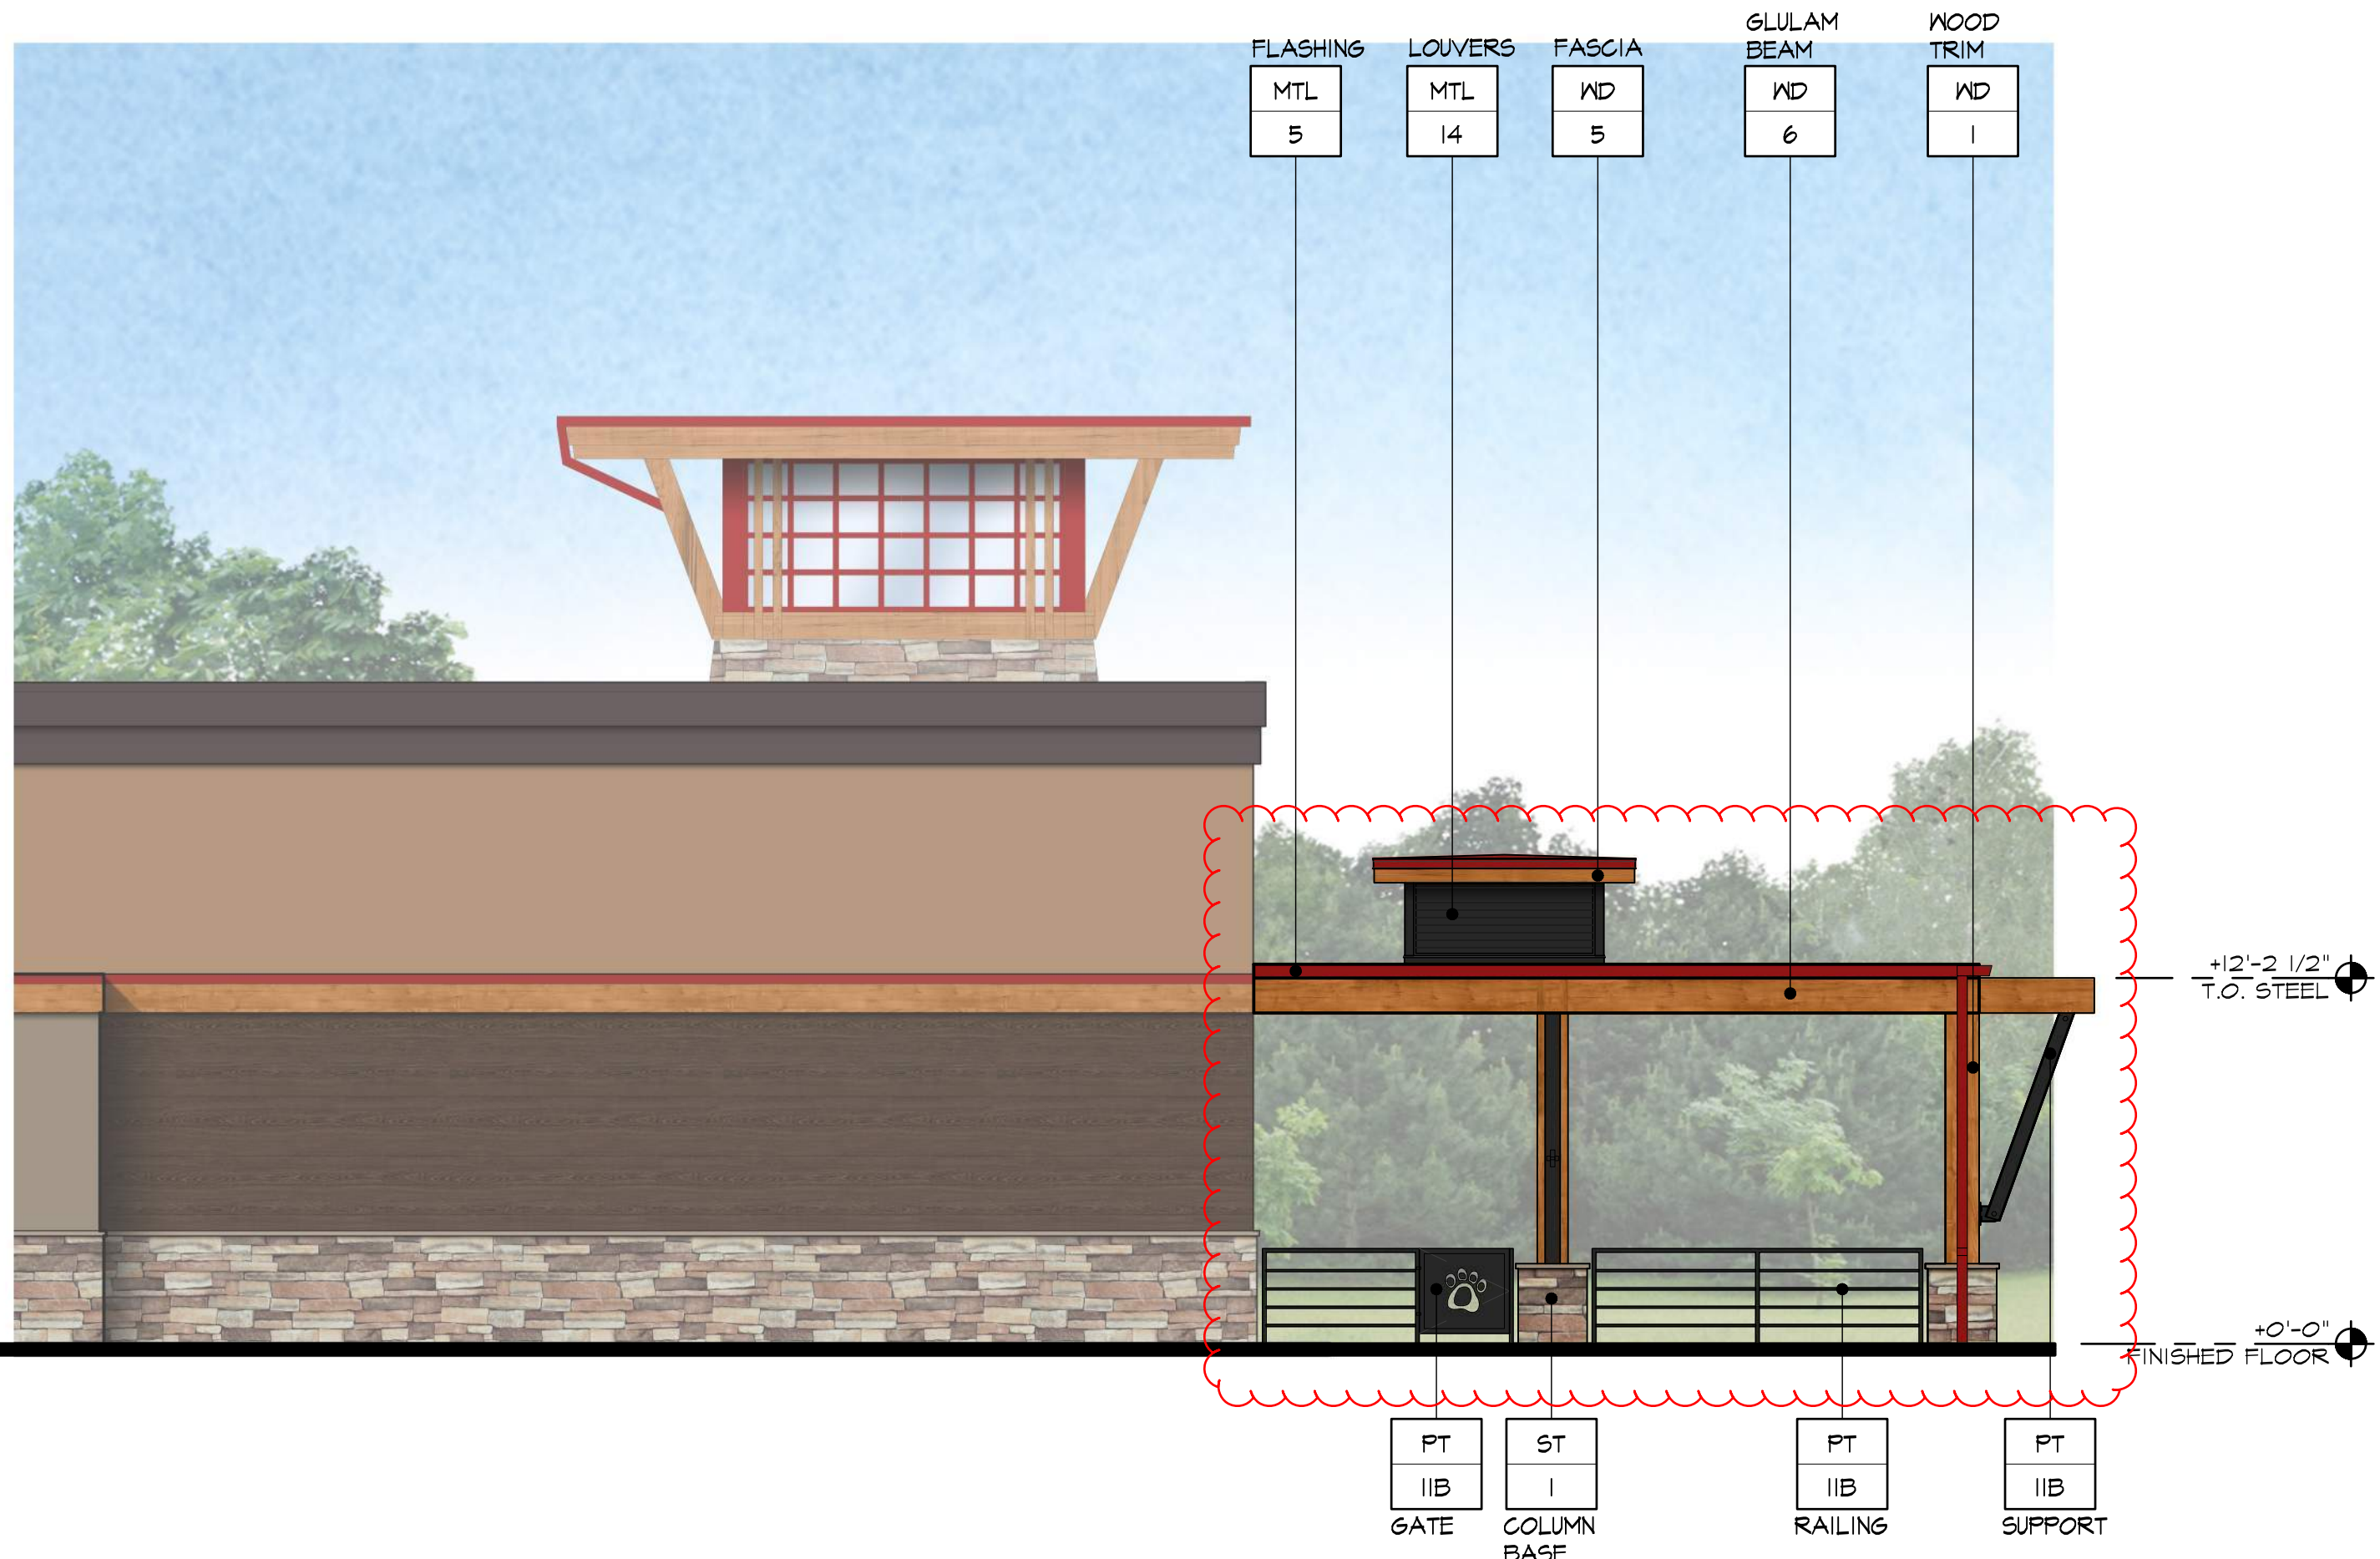 FLASHING
MTL
5
LOUVERS
MTL
14
FASCIA
WD
5
GLULAM
BEAM
WD
6
WOOD
TRIM
WD
1
+12'-2 1/2"
T.O. STEEL
+0'-0"
FINISHED FLOOR
PT
11B
GATE
ST
1
COLUMN
BASE
PT
11B
RAILING
PT
11B
SUPPORT